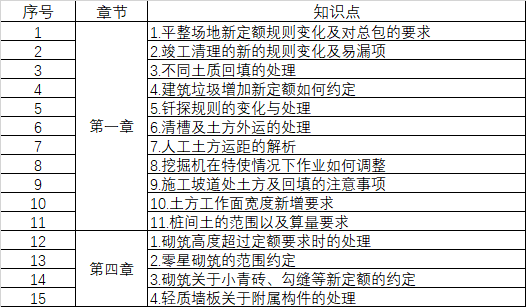 序号 章节 知识点
1 1.平整场地新定额规则变化及对总包的要求
2 2.竣工清理的新的规则变化及易漏项
3 3.不同土质回填的处理
4 4.建筑垃圾增加新定额如何约定
5 5.钎探规则的变化与处理
6 第一章 6.清槽及土方外运的处理
7 7.人工土方运距的解析
8 8.挖掘机在特使情况下作业如何调整
9 9.施工坡道处土方及回填的注意事项
10 10.土方工作面宽度新增要求
11 11.桩间土的范围以及算量要求
12 1.砌筑高度超过定额要求时的处理
13 第四章 2.零星砌筑的范围约定
14 3.砌筑关于小青砖、勾缝等新定额的约定
15 4.轻质墙板关于附属构件的处理